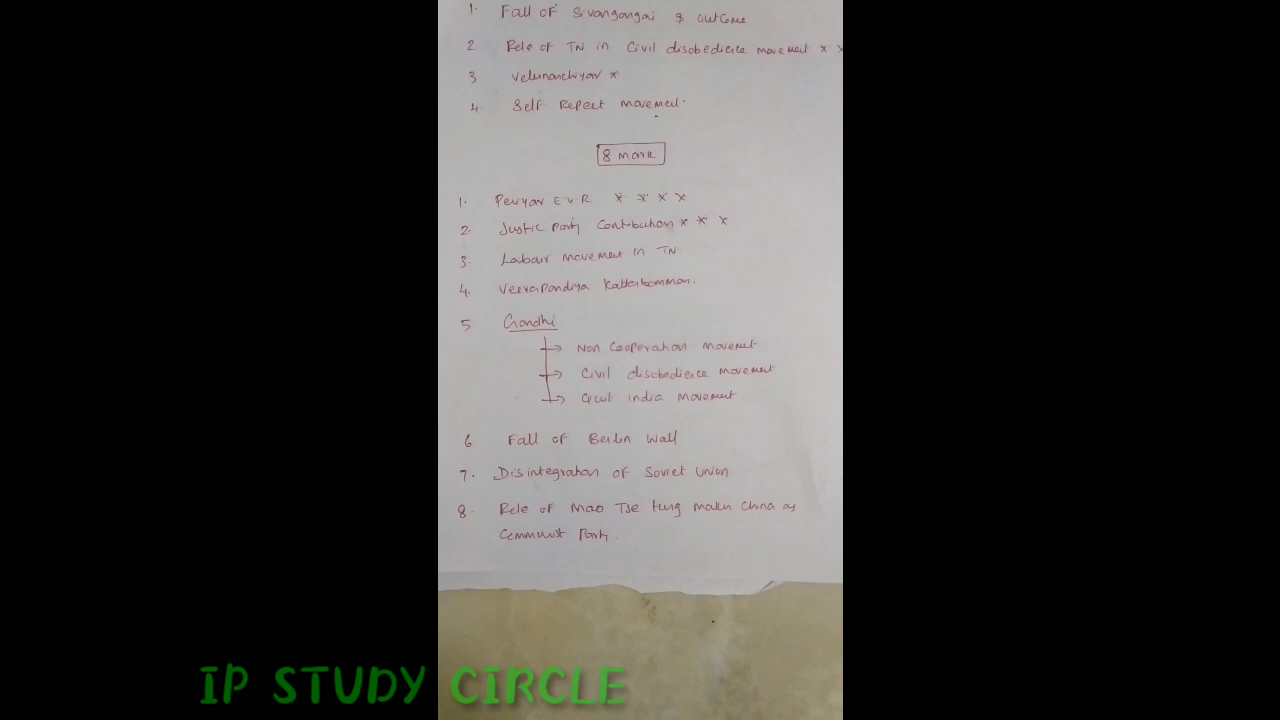 1. Fall of Sivangangai & outcome
2 Role of TN in Civil disobedience movement * *
3 Velunanchiyar *
4. Self Repect movement.
8 mark
1. Periyar E.V.R * * * *
2. Justic party Contribution * * *
3. Labour movement in TN
4. Veerapandiya Kattabomman.
5 Gandhi
→ Non Cooperation movement
→ Civil disobedience movement
→ Quit india movement
6 Fall of Berlin Wall
7. Disintegration of Soviet Union
8. Role of Mao Tse tung makin China as
Communist Party.
IP STUDY CIRCLE